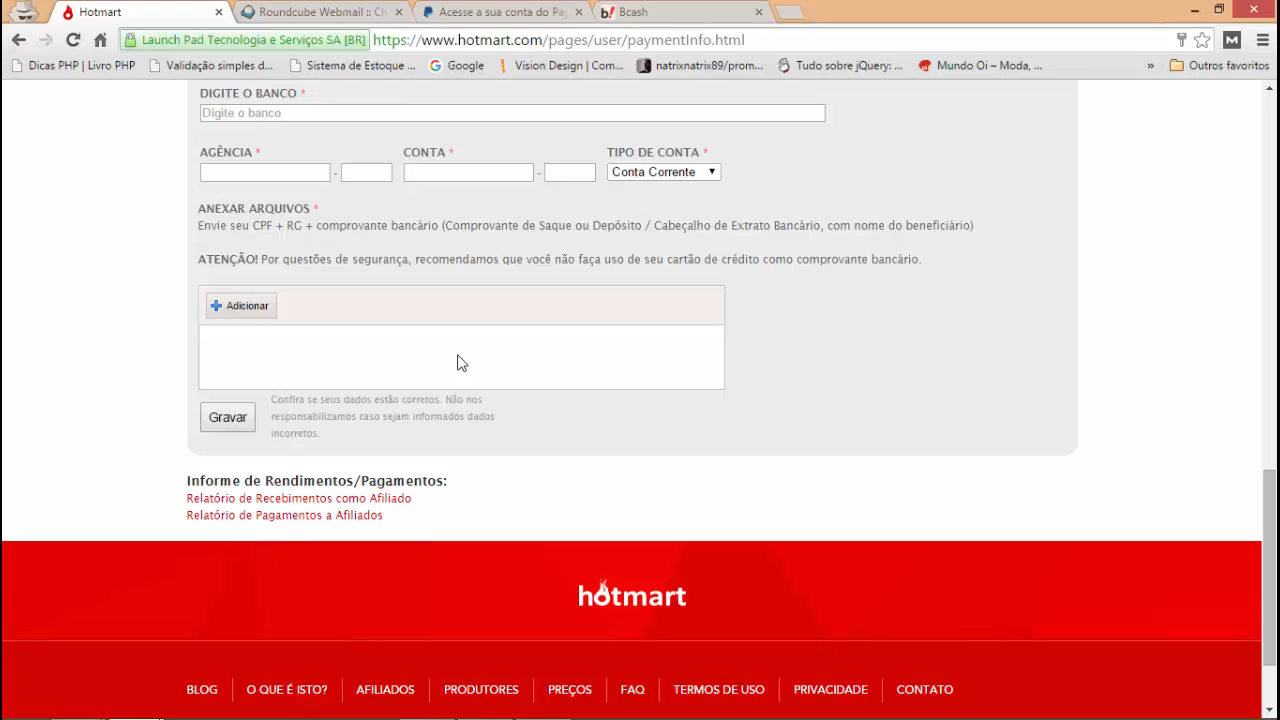 Hotmart
Roundcube Webmail :: Ch
Acesse a sua conta do Pay
Bcash
Launch Pad Tecnologia e Serviços SA [BR]
https://www.hotmart.com/pages/user/paymentInfo.html
Dicas PHP | Livro PHP
Validação simples d...
Sistema de Estoque ...
Google
Vision Design | Com...
natrixnatrix89/prom...
Tudo sobre jQuery: ...
Mundo Oi – Moda, ...
»
Outros favoritos
DIGITE O BANCO *
Digite o banco
AGÊNCIA * CONTA * TIPO DE CONTA *
- - Conta Corrente
ANEXAR ARQUIVOS *
Envie seu CPF + RG + comprovante bancário (Comprovante de Saque ou Depósito / Cabeçalho de Extrato Bancário, com nome do beneficiário)
ATENÇÃO! Por questões de segurança, recomendamos que você não faça uso de seu cartão de crédito como comprovante bancário.
Adicionar
Gravar
Confira se seus dados estão corretos. Não nos
responsabilizamos caso sejam informados dados
incorretos.
Informe de Rendimentos/Pagamentos:
Relatório de Recebimentos como Afiliado
Relatório de Pagamentos a Afiliados
hotmart
BLOG
O QUE É ISTO?
AFILIADOS
PRODUTORES
PREÇOS
FAQ
TERMOS DE USO
PRIVACIDADE
CONTATO